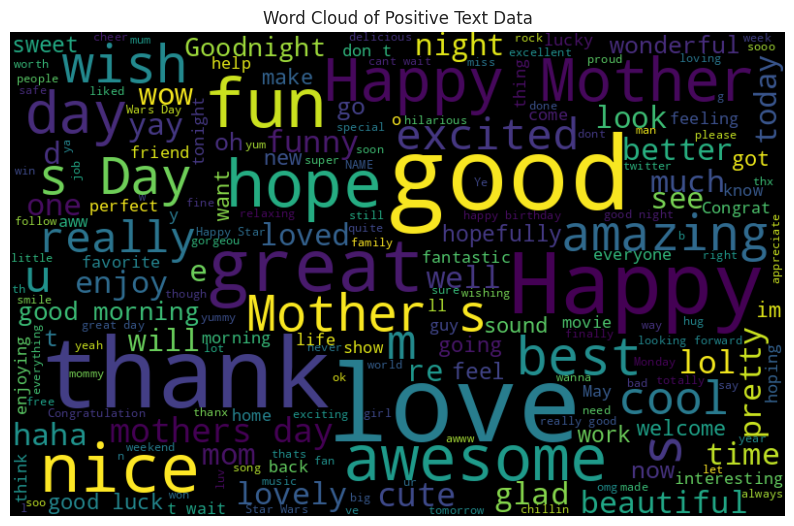 Word Cloud of Positive Text Data
cheer mum delicious rock week
sweet Goodnight don t night excellent lucky wonderful sooo
worth wish help cant wait miss proud loving
people make Happy Mother thing
safe liked wow fun go come feeling today
day Wars Day yay tonight oh o hilarious done g
d friend yum funny excited dont look man please
win ya job special soon Ye twitter better got
s Day new super NAME good much know thx
one perfect want hope still happy birthday good night see Congrat
follow aww y fine relaxing quite hopefully amazing
really gorgeou Happy Star loved family b appreciate
little u favorite e great fantastic everyone right
th enjoy though well sure wishing Happy hug way
smile good morning yummy Mother s ll sound movie im
t great day life guy looking forward
yeah will morning m going finally
enjoying everything lot never show re feel best Monday lol pretty hoping
mommy thank world ok wanna bad totally say
free Congratulation thanx love May cool
haha mothers day home exciting girl need welcome s year
weekend awww really good work time
think nice mom song thats awesome now let
n back fan interesting
soo won luv music big ur glad omg made always
good luck t wait lovely Star Wars cute ve tomorrow chillin beautiful